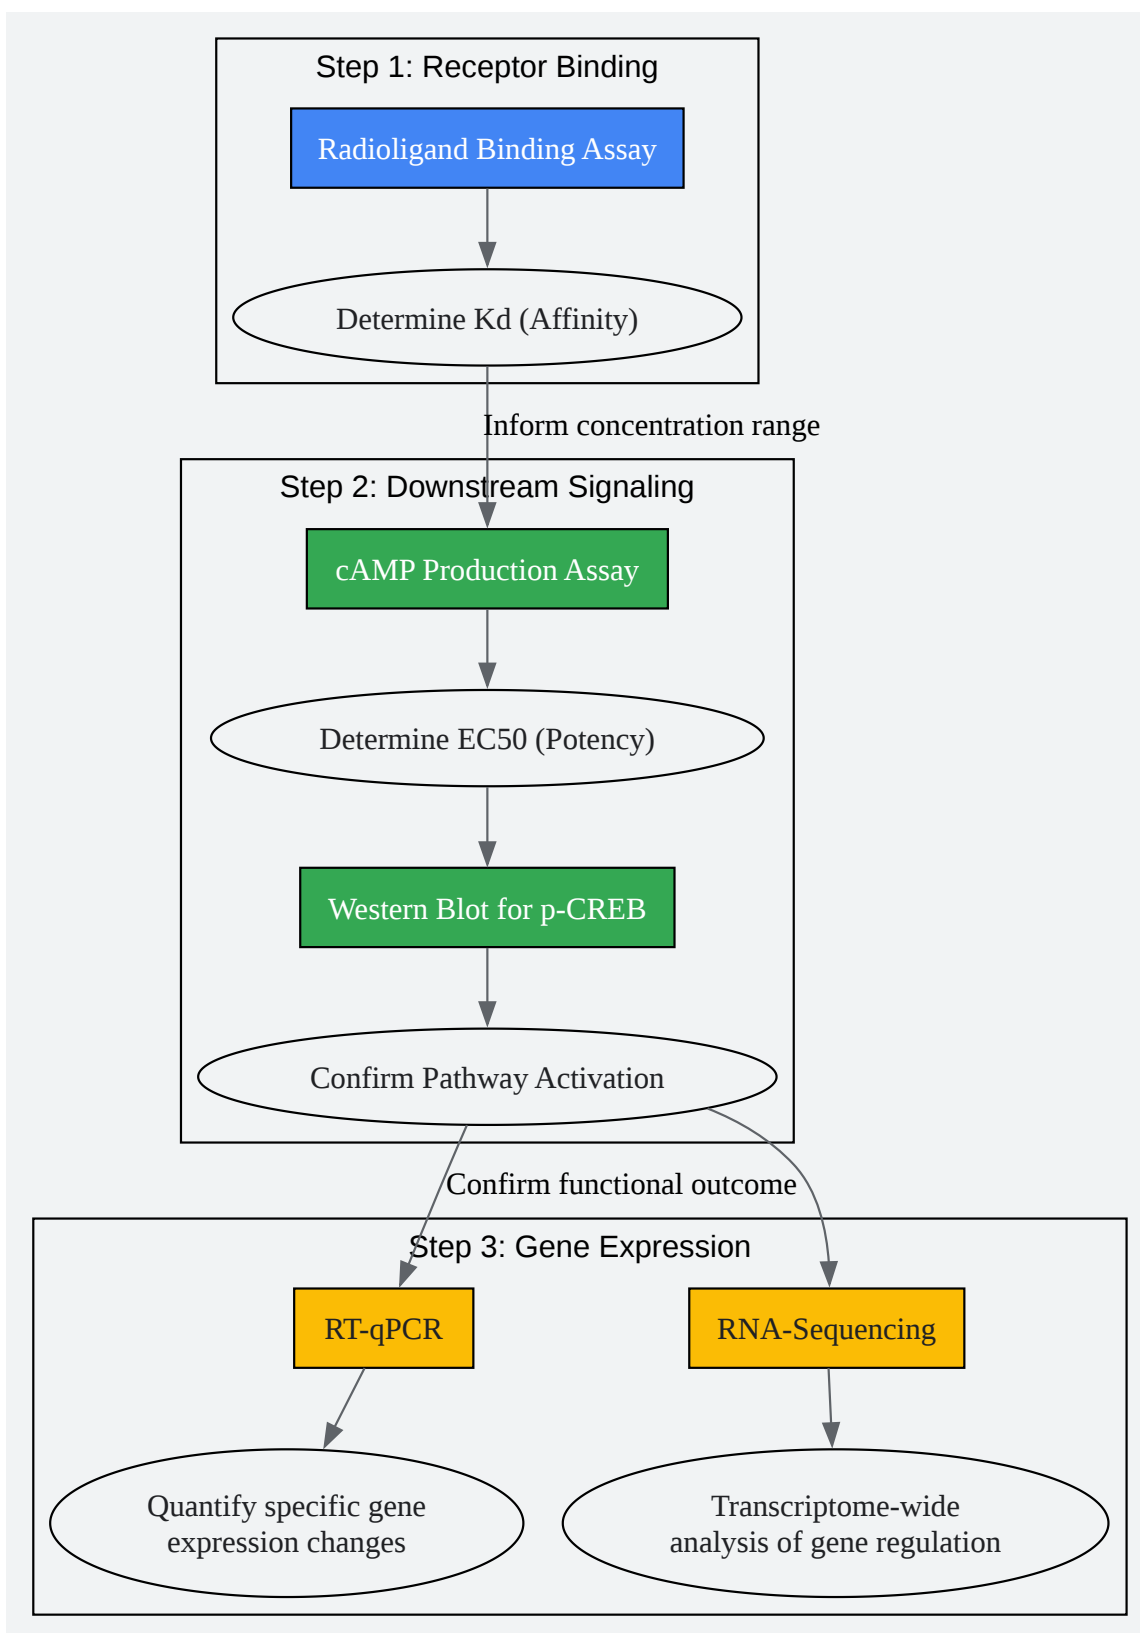 Step 1: Receptor Binding
Radioligand Binding Assay
Determine Kd (Affinity)
Inform concentration range
Step 2: Downstream Signaling
cAMP Production Assay
Determine EC50 (Potency)
Western Blot for p-CREB
Confirm Pathway Activation
Confirm functional outcome
Step 3: Gene Expression
RT-qPCR
RNA-Sequencing
Quantify specific gene
expression changes
Transcriptome-wide
analysis of gene regulation